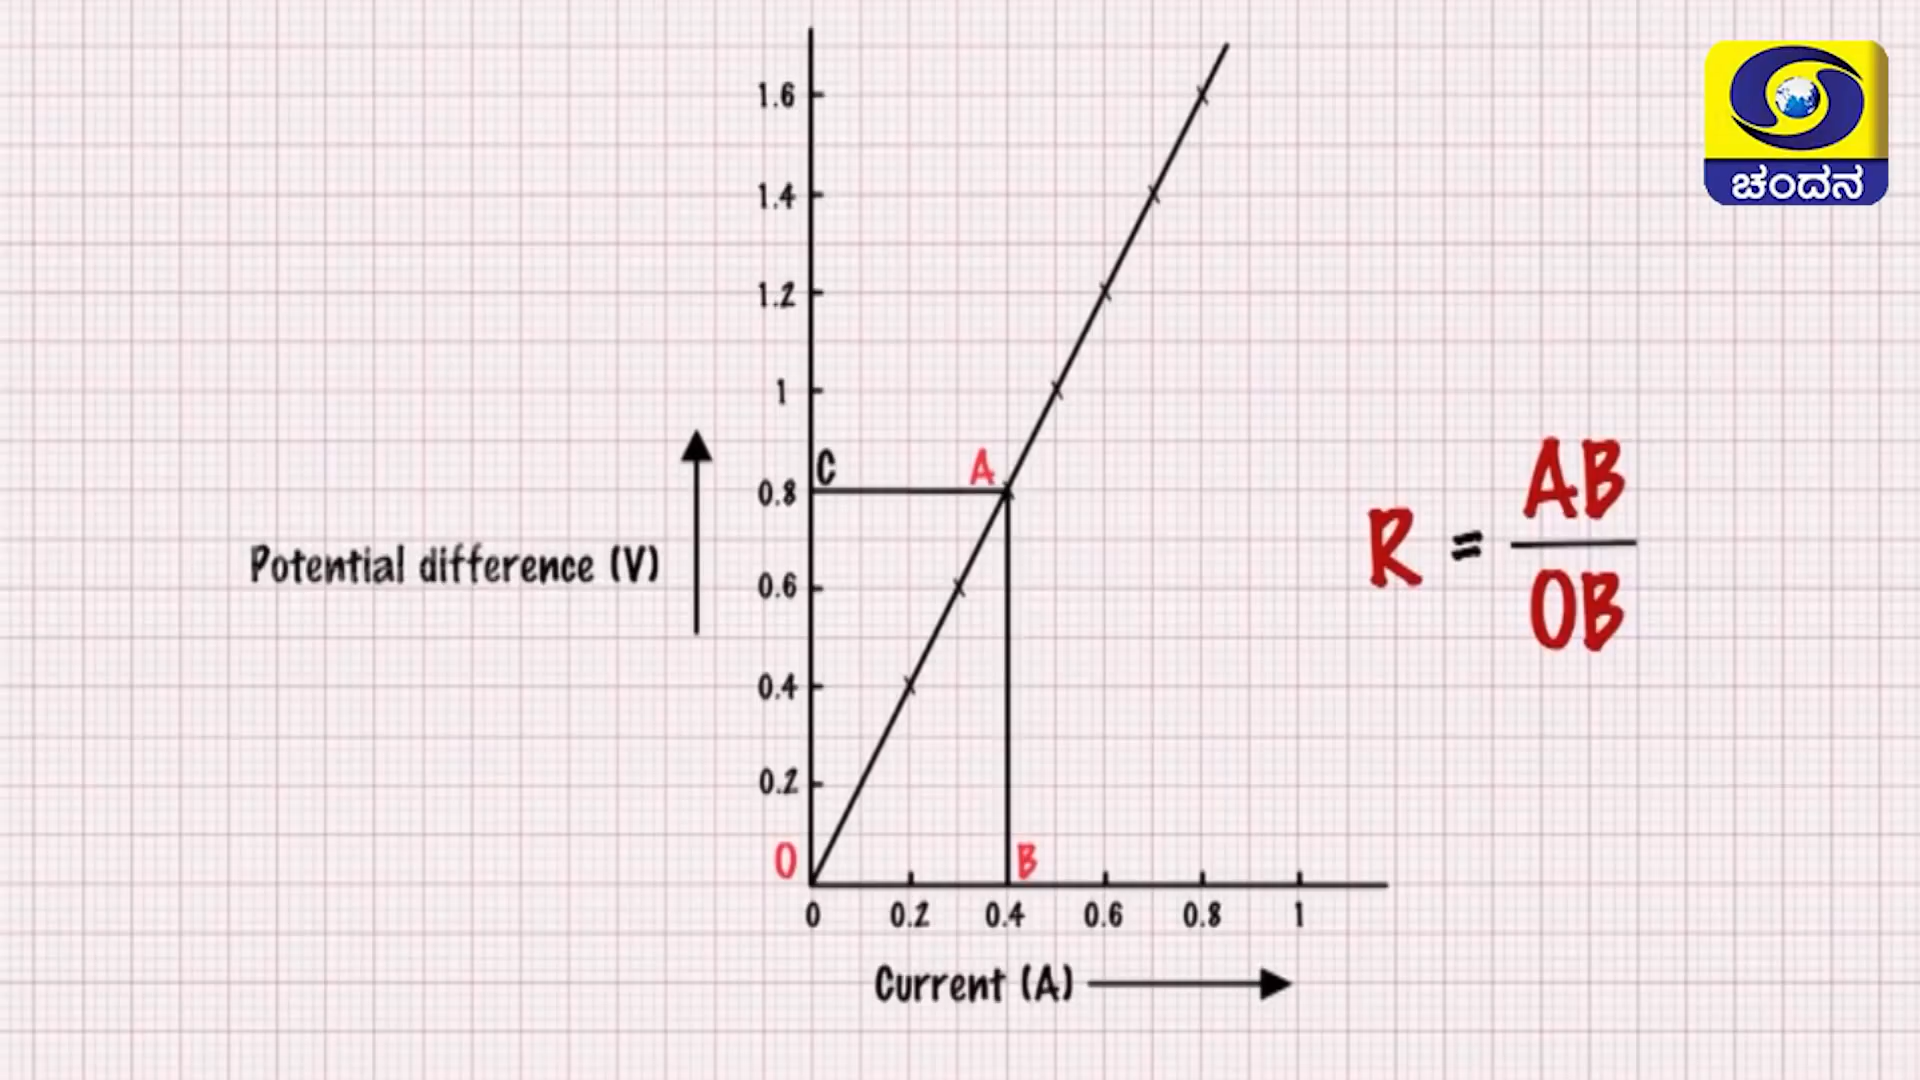 ಚಂದನ
1.6
1.4
1.2
1
C
A
0.8
Potential difference (V)
0.6
0.4
0.2
O
B
0 0.2 0.4 0.6 0.8 1
Current (A)
R = AB
OB